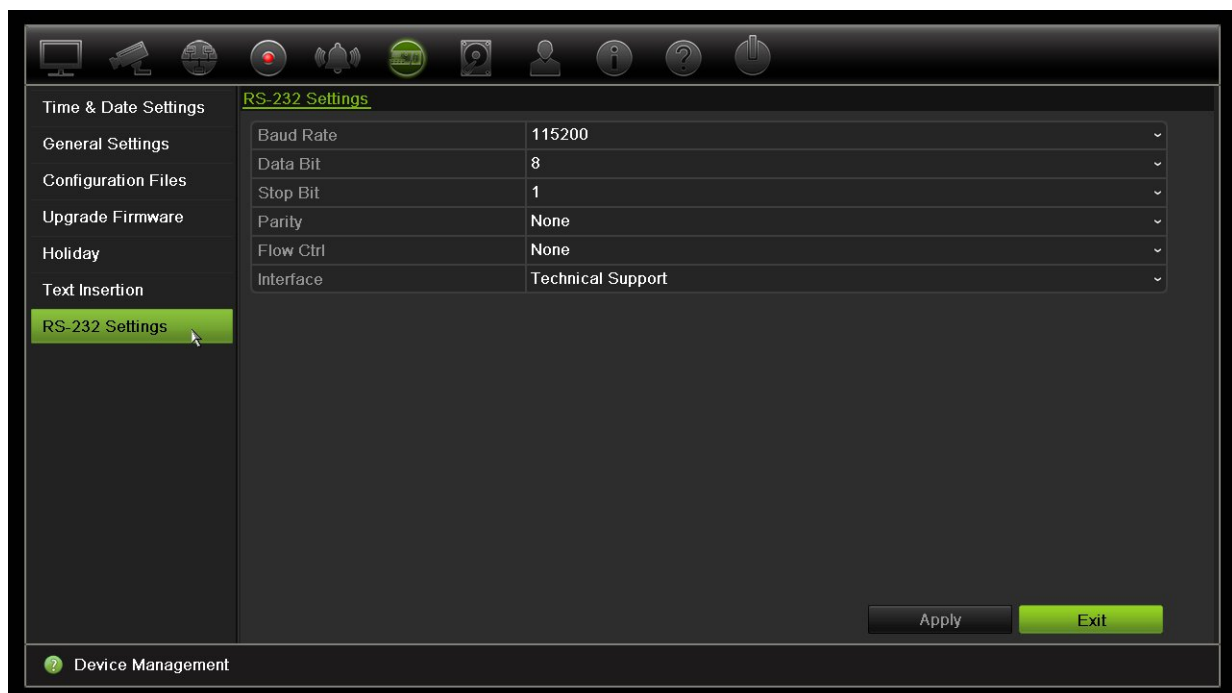 Time & Date Settings
General Settings
Configuration Files
Upgrade Firmware
Holiday
Text Insertion
RS-232 Settings
RS-232 Settings
Baud Rate 115200
Data Bit 8
Stop Bit 1
Parity None
Flow Ctrl None
Interface Technical Support
Apply Exit
Device Management